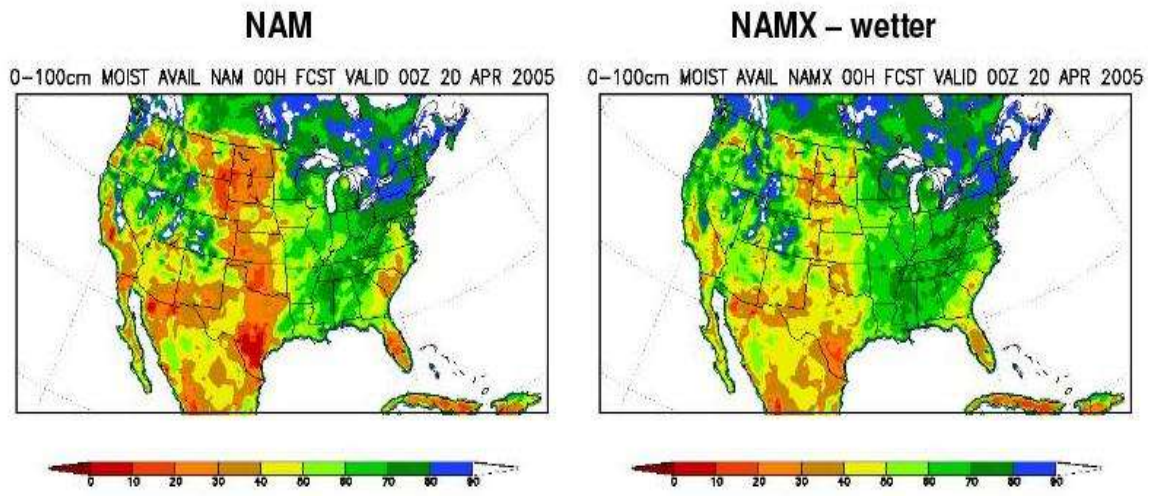 NAM
NAMX – wetter
0-100cm MOIST AVAIL NAM 00H FCST VALID 00Z 20 APR 2005
0-100cm MOIST AVAIL NAMX 00H FCST VALID 00Z 20 APR 2005
0 10 20 30 40 50 60 70 80 90
0 10 20 30 40 50 60 70 80 90